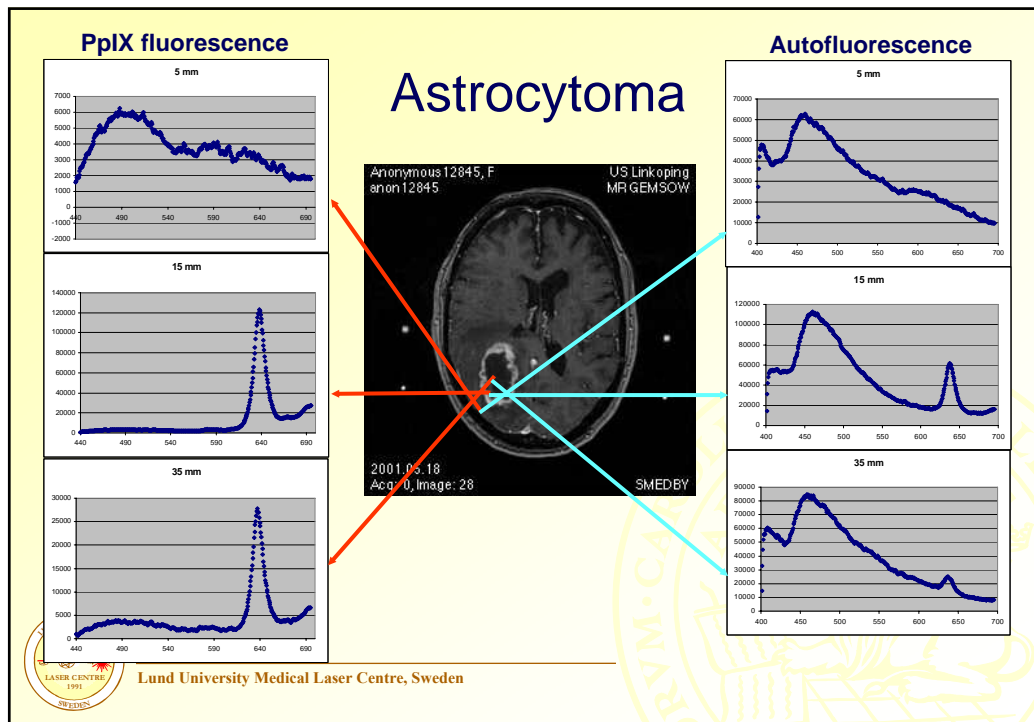 PpIX fluorescence
Autofluorescence
Astrocytoma
5 mm
7000
6000
5000
4000
3000
2000
1000
0
-1000
-2000
440 490 540 590 640 690
15 mm
140000
120000
100000
80000
60000
40000
20000
0
440 490 540 590 640 690
35 mm
30000
25000
20000
15000
10000
5000
0
440 490 540 590 640 690
Anonymous12845, F
anon12845
US Linkoping
MR GEMSOW
Acq: 0, Image: 28
SMEDBY
5 mm
70000
60000
50000
40000
30000
20000
10000
0
400 450 500 550 600 650 700
15 mm
120000
100000
80000
60000
40000
20000
0
400 450 500 550 600 650 700
35 mm
90000
80000
70000
60000
50000
40000
30000
20000
10000
0
400 450 500 550 600 650 700
LASER CENTRE
1991
SWEDEN
Lund University Medical Laser Centre, Sweden